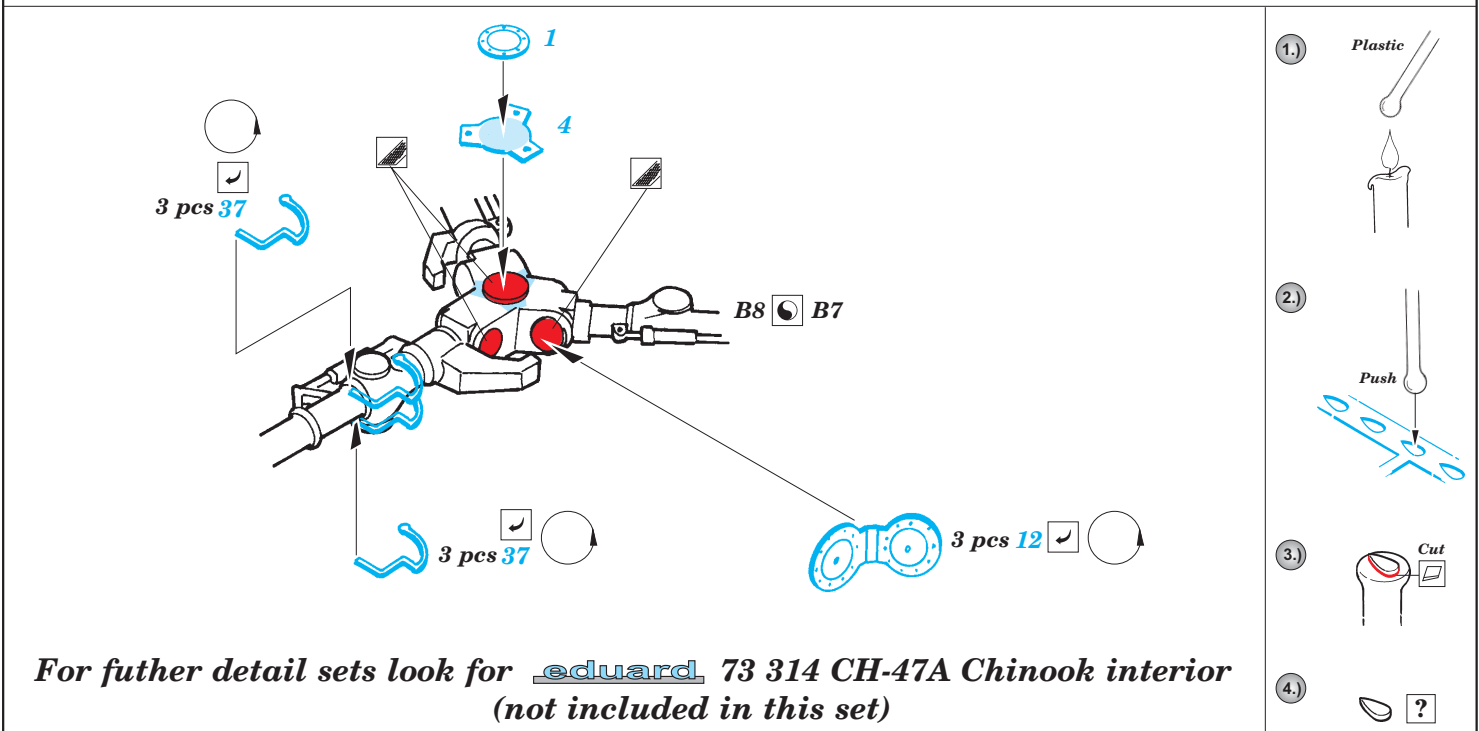 1
4
3 pcs 37
B8 B7
3 pcs 37
3 pcs 12
For futher detail sets look for eduard 73 314 CH-47A Chinook interior
(not included in this set)
1.)
Plastic
2.)
Push
3.)
Cut
4.)
?